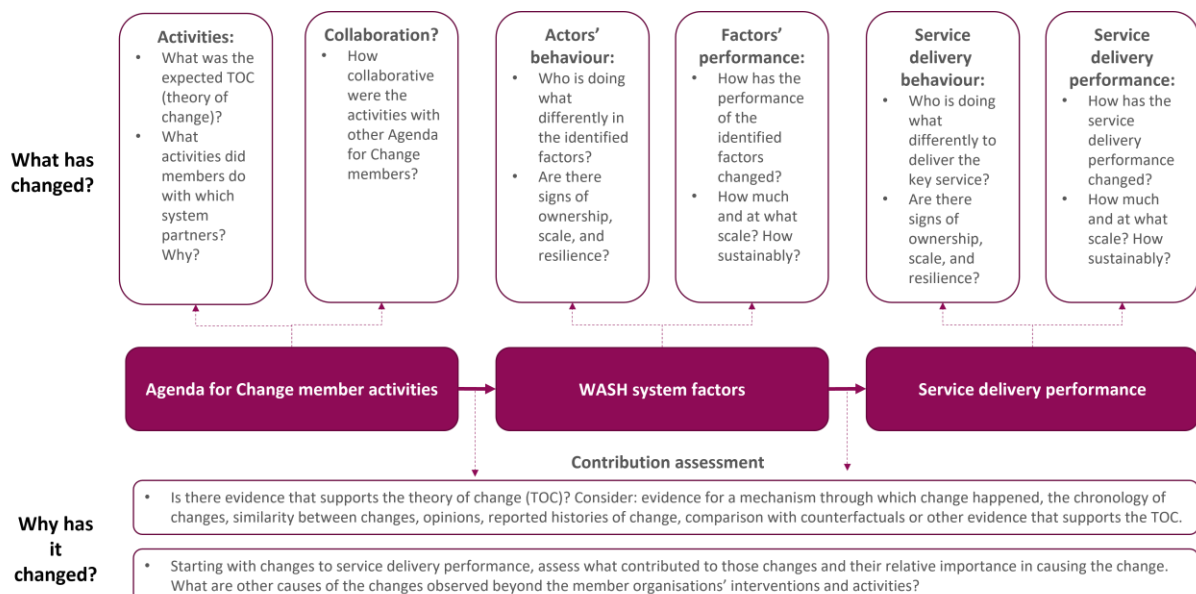 What has
changed?
Activities:
• What was the
expected TOC
(theory of
change)?
• What
activities did
members do
with which
system
partners?
Why?
Collaboration?
• How
collaborative
were the
activities with
other Agenda
for Change
members?
Actors’
behaviour:
• Who is doing
what
differently in
the identified
factors?
• Are there
signs of
ownership,
scale, and
resilience?
Factors’
performance:
• How has the
performance
of the
identified
factors
changed?
• How much
and at what
scale? How
sustainably?
Service
delivery
behaviour:
• Who is doing
what
differently to
deliver the
key service?
• Are there
signs of
ownership,
scale, and
resilience?
Service
delivery
performance:
• How has the
service
delivery
performance
changed?
• How much
and at what
scale? How
sustainably?
Agenda for Change member activities
WASH system factors
Service delivery performance
Contribution assessment
Why has
it
changed?
• Is there evidence that supports the theory of change (TOC)? Consider: evidence for a mechanism through which change happened, the chronology of
changes, similarity between changes, opinions, reported histories of change, comparison with counterfactuals or other evidence that supports the TOC.
• Starting with changes to service delivery performance, assess what contributed to those changes and their relative importance in causing the change.
What are other causes of the changes observed beyond the member organisations’ interventions and activities?